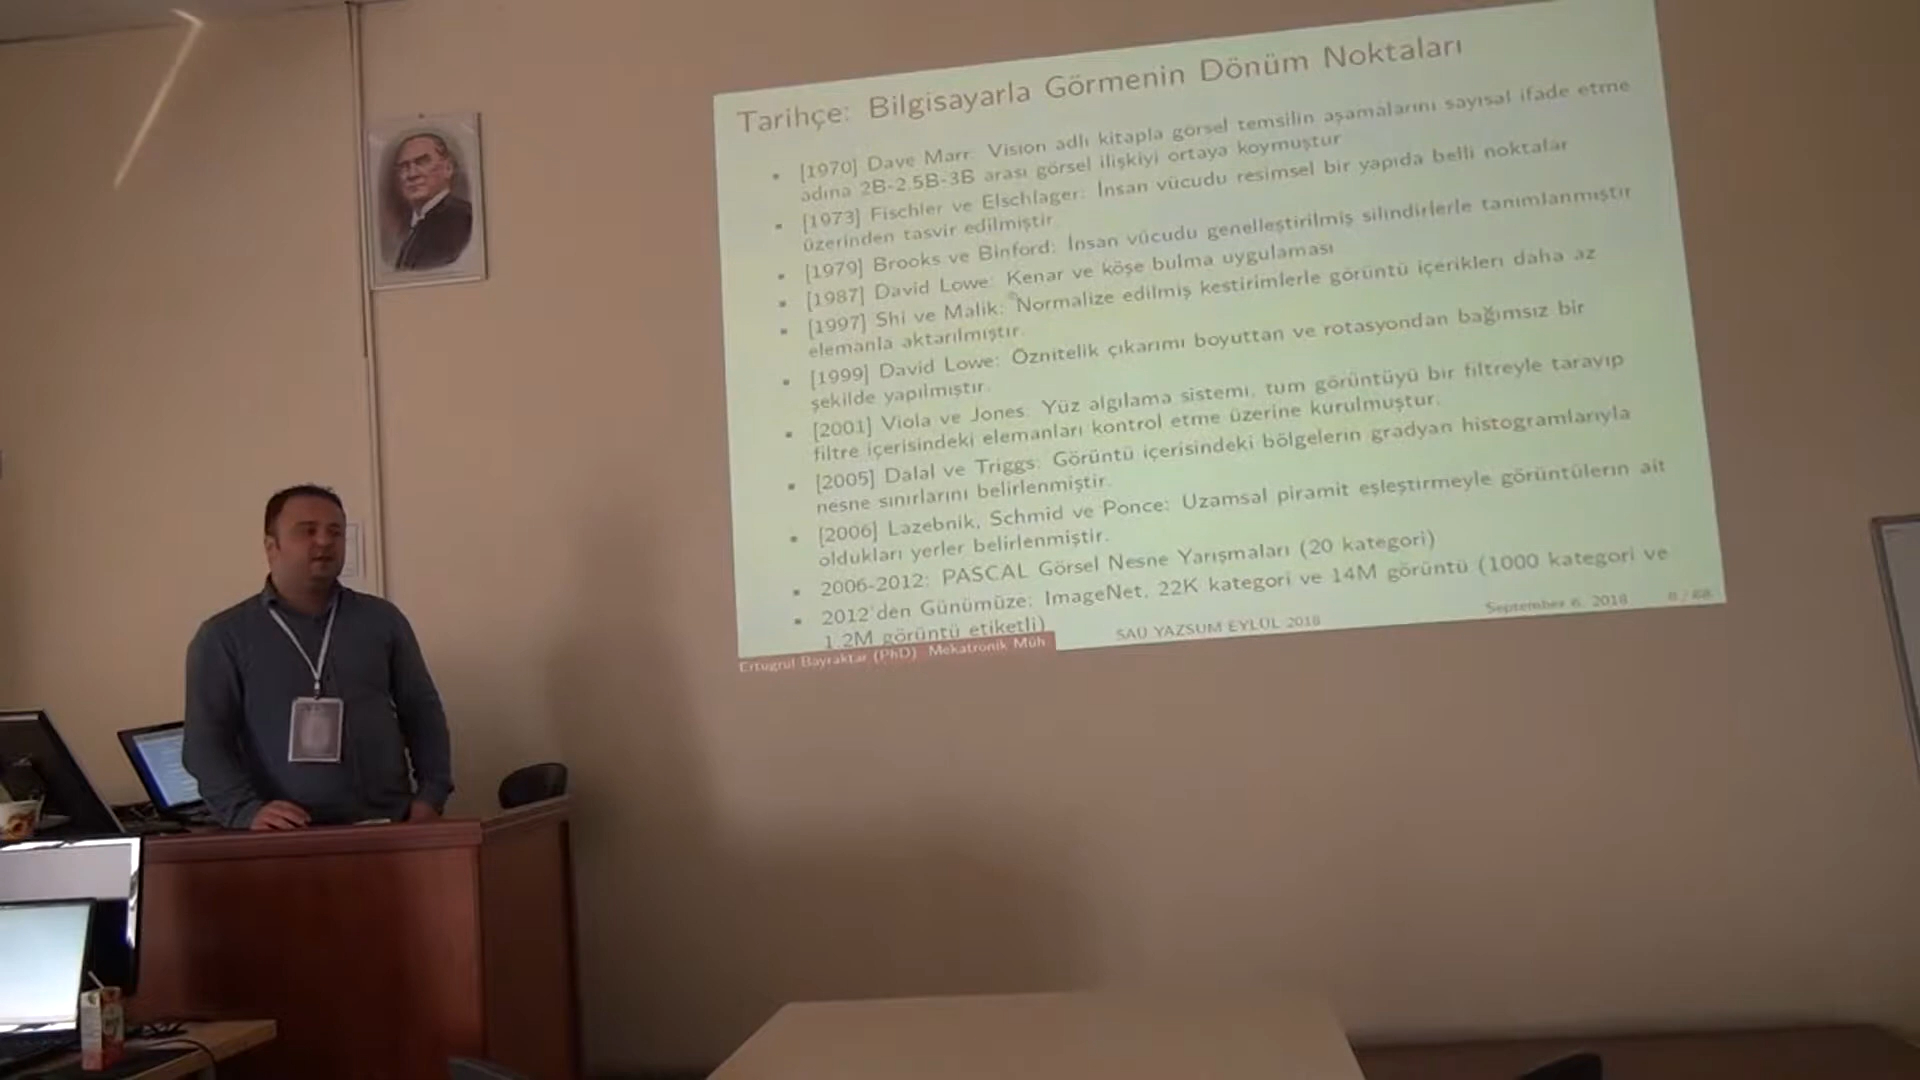 Tarihçe: Bilgisayarla Görmenin Dönüm Noktaları
[1970] Dave Marr: Vision adlı kitapla görsel temsilin aşamalarını sayısal ifade etme
adına 2B-2.5B-3B arası görsel ilişkiyi ortaya koymuştur
[1973] Fischler ve Elschlager: İnsan vücudu resimsel bir yapıda belli noktalar
üzerinden tasvir edilmiştir
[1979] Brooks ve Binford: İnsan vücudu genelleştirilmiş silindirlerle tanımlanmıştır
[1987] David Lowe: Kenar ve köşe bulma uygulaması
[1997] Shi ve Malik: Normalize edilmiş kestirimlerle görüntü içerikleri daha az
elemanla aktarılmıştır.
[1999] David Lowe: Öznitelik çıkarımı boyuttan ve rotasyondan bağımsız bir
şekilde yapılmıştır.
[2001] Viola ve Jones: Yüz algılama sistemi, tum görüntüyü bir filtreyle tarayıp
filtre içerisindeki elemanları kontrol etme üzerine kurulmuştur.
[2005] Dalal ve Triggs: Görüntü içerisindeki bölgelerin gradyan histogramlarıyla
nesne sınırlarını belirlenmiştir.
[2006] Lazebnik, Schmid ve Ponce: Uzamsal piramit eşleştirmeyle görüntülerin ait
oldukları yerler belirlenmiştir.
2006-2012: PASCAL Görsel Nesne Yarışmaları (20 kategori)
2012'den Günümüze: ImageNet, 22K kategori ve 14M görüntü (1000 kategori ve
1.2M görüntü etiketli)
Ertugrul Bayraktar (PhD) Mekatronik Müh
SAU YAZSUM EYLUL 2018
September 6, 2018
8 / 68